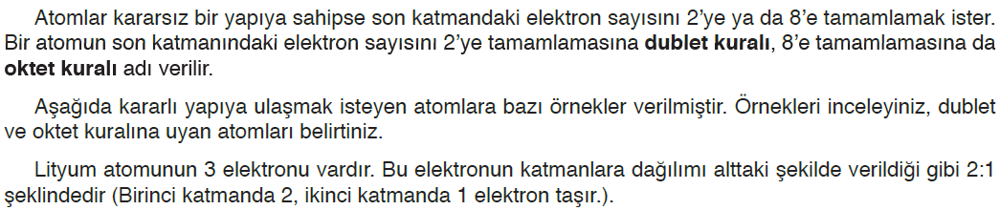 Atomlar kararsız bir yapıya sahipse son katmandaki elektron sayısını 2’ye ya da 8’e tamamlamak ister.
Bir atomun son katmanındaki elektron sayısını 2’ye tamamlamasına dublet kuralı, 8’e tamamlamasına da
oktet kuralı adı verilir.
Aşağıda kararlı yapıya ulaşmak isteyen atomlara bazı örnekler verilmiştir. Örnekleri inceleyiniz, dublet
ve oktet kuralına uyan atomları belirtiniz.
Lityum atomunun 3 elektronu vardır. Bu elektronun katmanlara dağılımı alttaki şekilde verildiği gibi 2:1
şeklindedir (Birinci katmanda 2, ikinci katmanda 1 elektron taşır.).